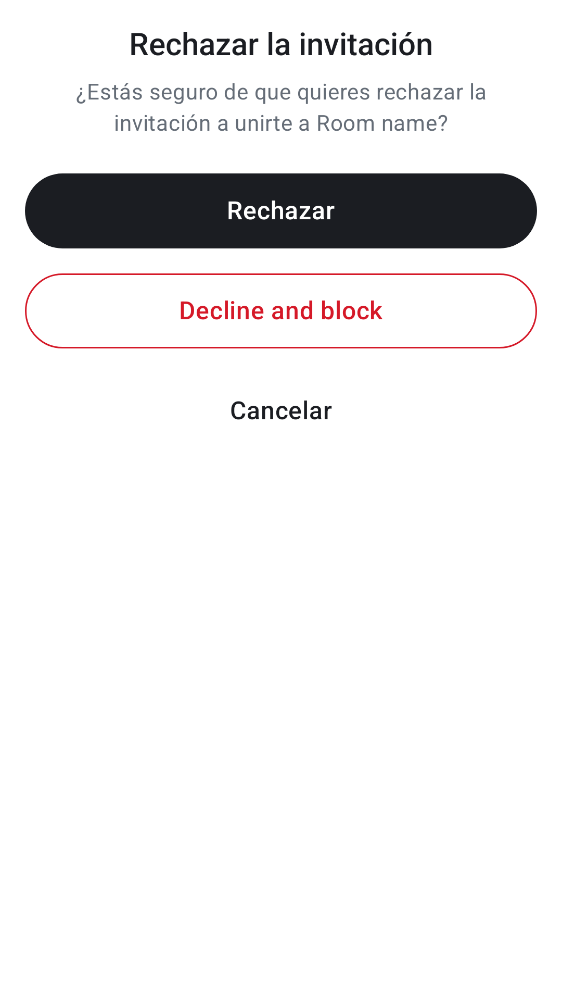 Rechazar la invitación
¿Estás seguro de que quieres rechazar la
invitación a unirte a Room name?
Rechazar
Decline and block
Cancelar